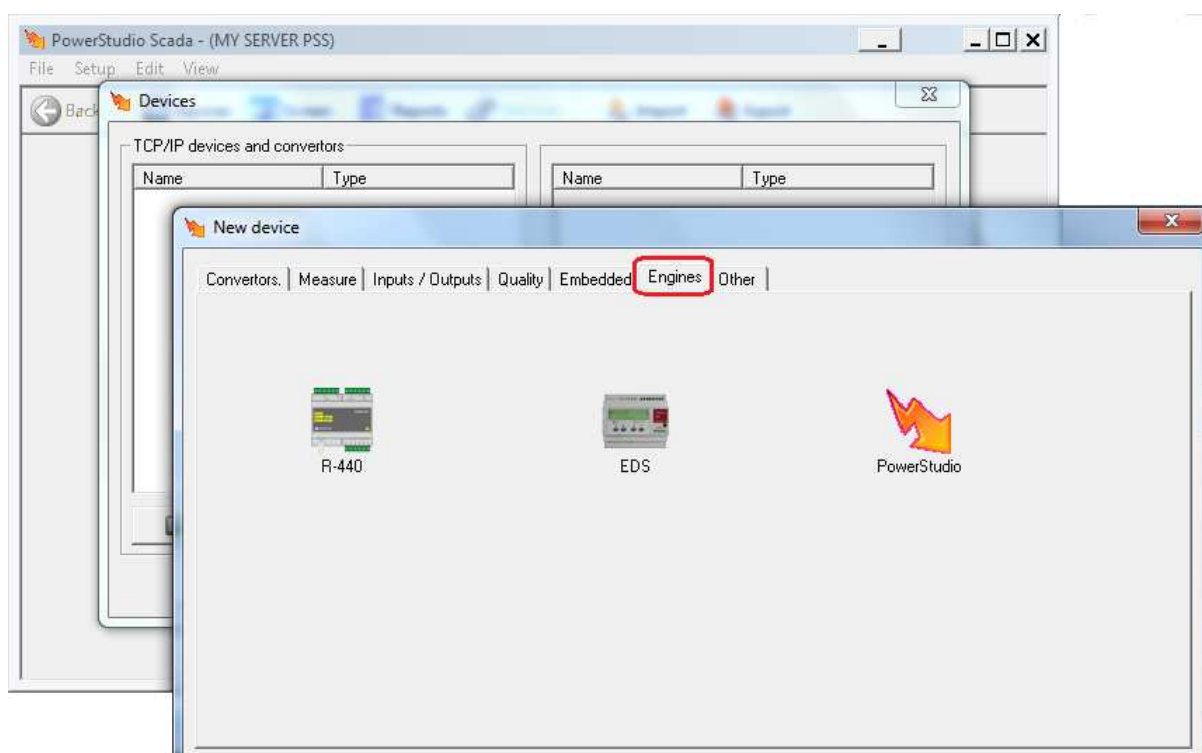 PowerStudio Scada - (MY SERVER PSS)
File Setup Edit View
Back
Devices
TCP/IP devices and convertors
Name Type Name Type
New device
Convertors. Measure Inputs / Outputs Quality Embedded Engines Other
R-440 EDS PowerStudio